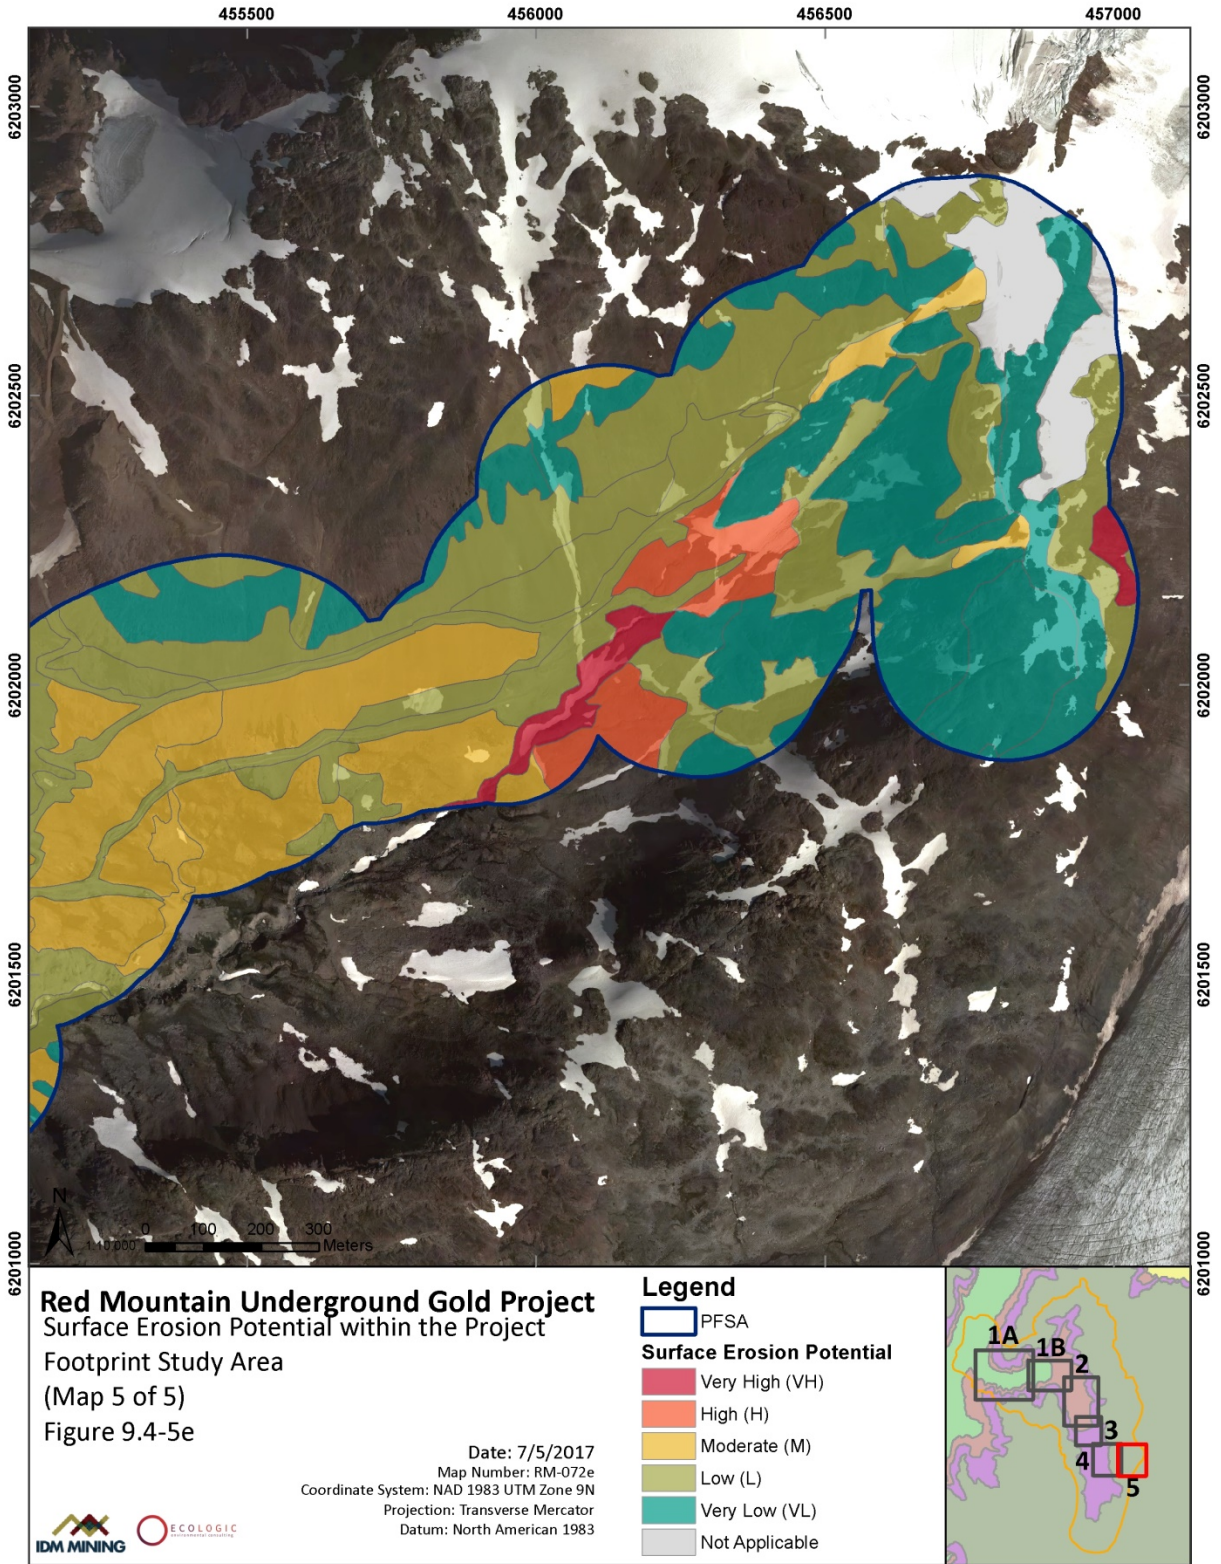 455500 456000 456500 457000
6203000 6203000
6202500 6202500
6202000 6202000
6201500 6201500
6201000 6201000
N
0 100 200 300
1:10 000 Meters
Red Mountain Underground Gold Project
Surface Erosion Potential within the Project
Footprint Study Area
(Map 5 of 5)
Figure 9.4-5e
Date: 7/5/2017
Map Number: RM-072e
Coordinate System: NAD 1983 UTM Zone 9N
Projection: Transverse Mercator
Datum: North American 1983
IDM MINING
ECOLOGIC
environmental consulting
Legend
PFSA
Surface Erosion Potential
Very High (VH)
High (H)
Moderate (M)
Low (L)
Very Low (VL)
Not Applicable
1A
1B
2
3
4
5